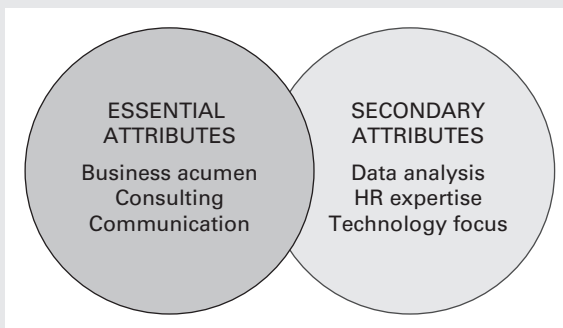 ESSENTIAL
ATTRIBUTES
Business acumen
Consulting
Communication
SECONDARY
ATTRIBUTES
Data analysis
HR expertise
Technology focus